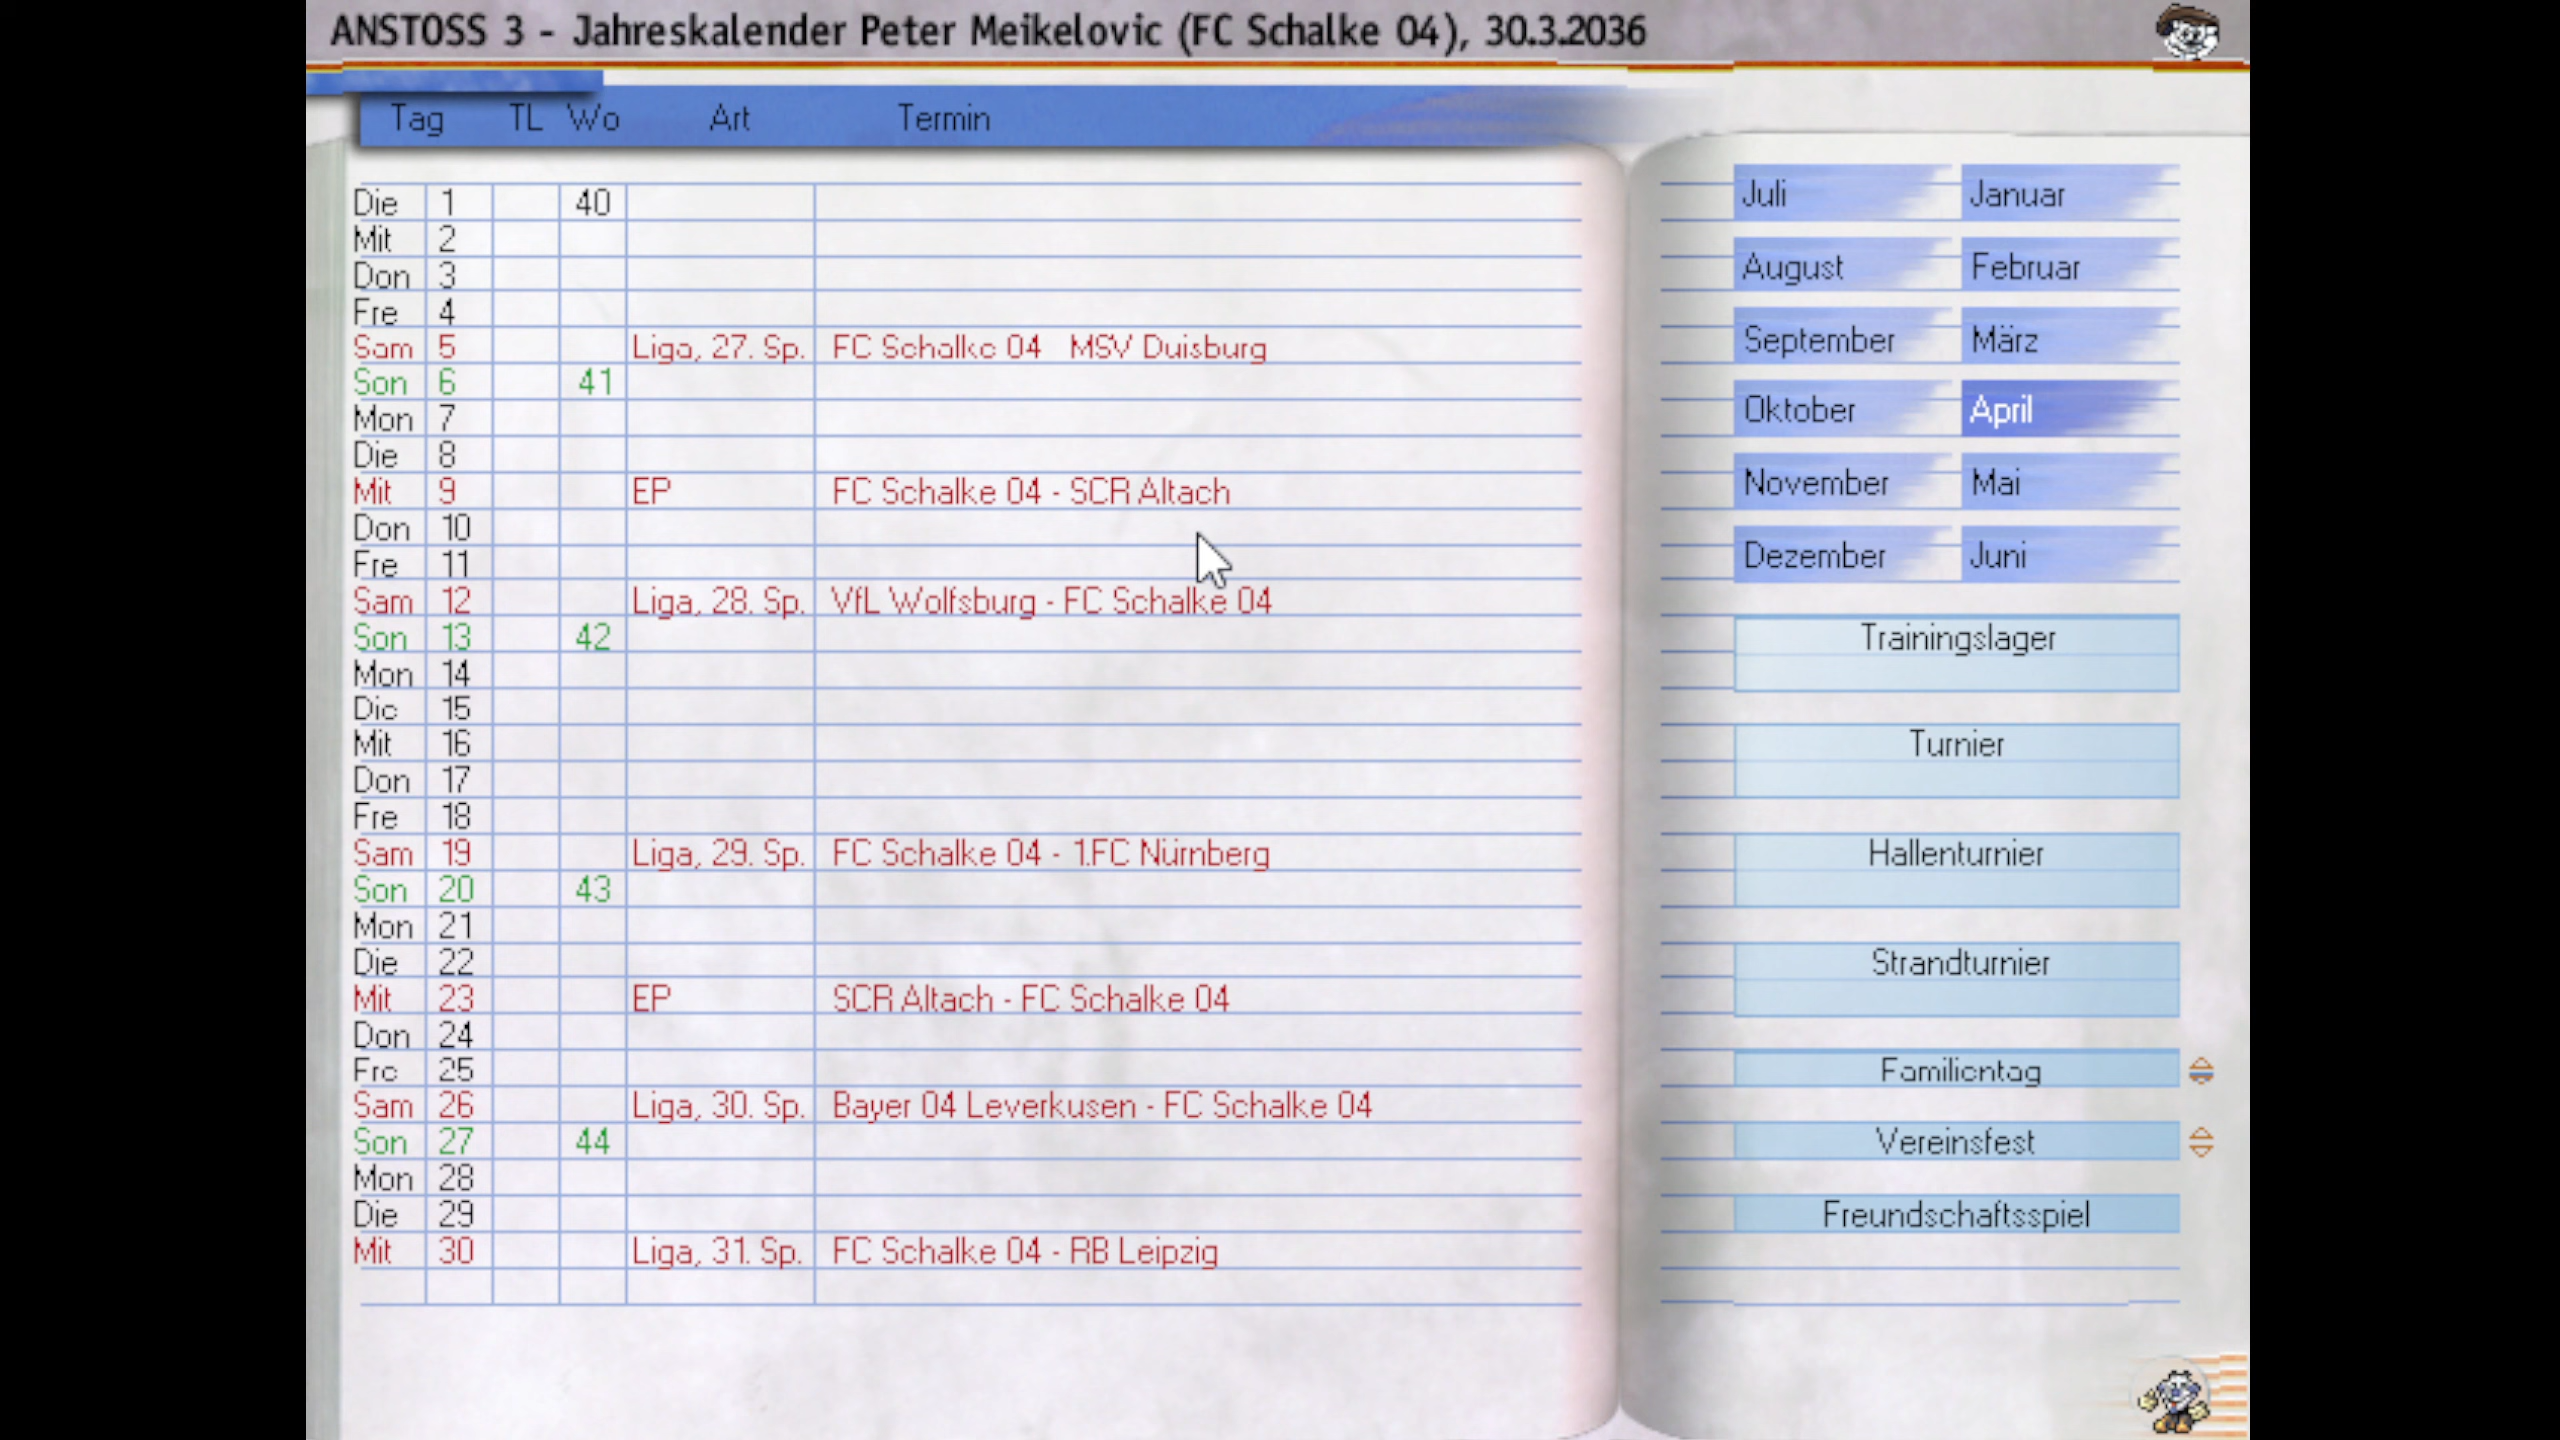 ANSTOSS 3 - Jahreskalender Peter Meikelovic (FC Schalke 04), 30.3.2036
Tag TL Wo Art Termin
Die 1 40
Mit 2
Don 3
Fre 4
Sam 5 Liga, 27. Sp. FC Schalke 04 - MSV Duisburg
Son 6 41
Mon 7
Die 8
Mit 9 EP FC Schalke 04 - SCR Altach
Don 10
Fre 11
Sam 12 Liga, 28. Sp. VfL Wolfsburg - FC Schalke 04
Son 13 42
Mon 14
Die 15
Mit 16
Don 17
Fre 18
Sam 19 Liga, 29. Sp. FC Schalke 04 - 1.FC Nürnberg
Son 20 43
Mon 21
Die 22
Mit 23 EP SCR Altach - FC Schalke 04
Don 24
Fre 25
Sam 26 Liga, 30. Sp. Bayer 04 Leverkusen - FC Schalke 04
Son 27 44
Mon 28
Die 29
Mit 30 Liga, 31. Sp. FC Schalke 04 - RB Leipzig
Juli Januar
August Februar
September März
Oktober April
November Mai
Dezember Juni
Trainingslager
Turnier
Hallenturnier
Strandturnier
Familientag
Vereinsfest
Freundschaftsspiel